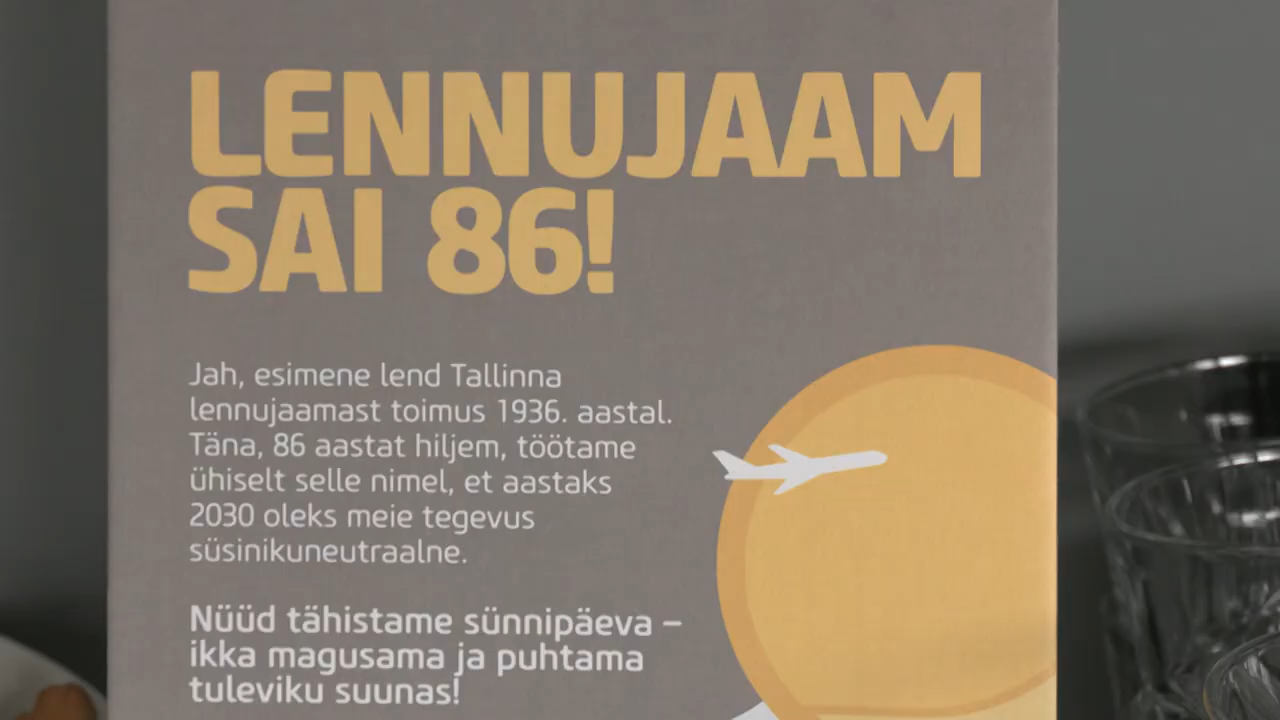 LENNUJAAM
SAI 86!
Jah, esimene lend Tallinna
lennujaamast toimus 1936. aastal.
Täna, 86 aastat hiljem, töötame
ühiselt selle nimel, et aastaks
2030 oleks meie tegevus
süsinikuneutraalne.
Nüüd tähistame sünnipäeva –
ikka magusama ja puhtama
tuleviku suunas!